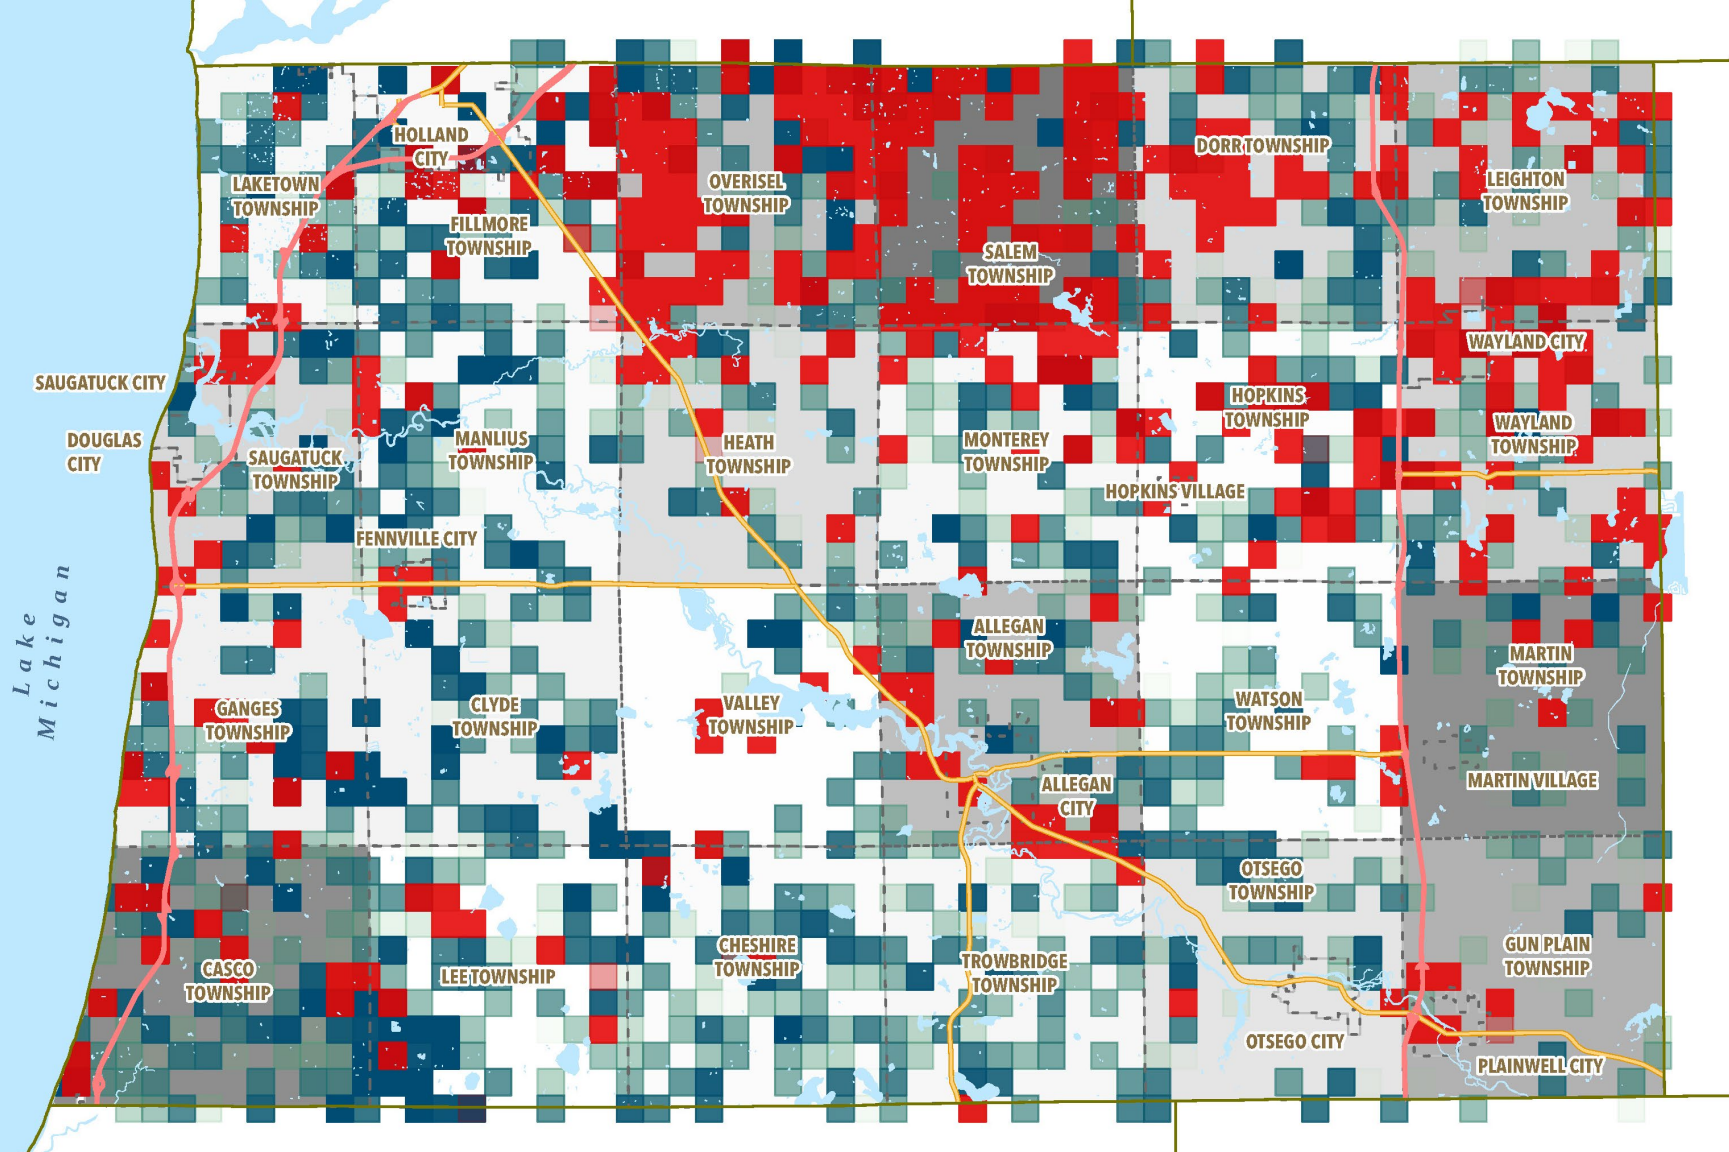 HOLLAND
CITY
DORR TOWNSHIP
LAKETOWN
TOWNSHIP
OVERISEL
TOWNSHIP
LEIGHTON
TOWNSHIP
FILLMORE
TOWNSHIP
SALEM
TOWNSHIP
WAYLAND CITY
SAUGATUCK CITY
HOPKINS
TOWNSHIP
DOUGLAS
CITY
MANLIUS
TOWNSHIP
HEATH
TOWNSHIP
MONTEREY
TOWNSHIP
WAYLAND
TOWNSHIP
SAUGATUCK
TOWNSHIP
HOPKINS VILLAGE
FENNVILLE CITY
Lake
Michigan
ALLEGAN
TOWNSHIP
MARTIN
TOWNSHIP
GANGES
TOWNSHIP
CLYDE
TOWNSHIP
VALLEY
TOWNSHIP
WATSON
TOWNSHIP
ALLEGAN
CITY
MARTIN VILLAGE
OTSEGO
TOWNSHIP
CASCO
TOWNSHIP
LEE TOWNSHIP
CHESHIRE
TOWNSHIP
TROWBRIDGE
TOWNSHIP
GUN PLAIN
TOWNSHIP
OTSEGO CITY
PLAINWELL CITY